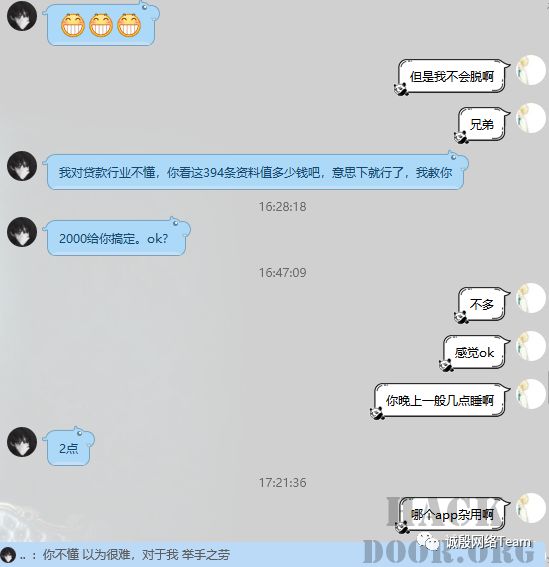 但是我不会脱啊
兄弟
我对贷款行业不懂，你看这394条资料值多少钱吧，意思下就行了，我教你
16:28:18
2000给你搞定。ok?
16:47:09
不多
感觉ok
你晚上一般几点睡啊
2点
17:21:36
哪个app杂用啊
HACK
DOOR.ORG
诚殷网络Team
.. ：你不懂 以为很难，对于我 举手之劳